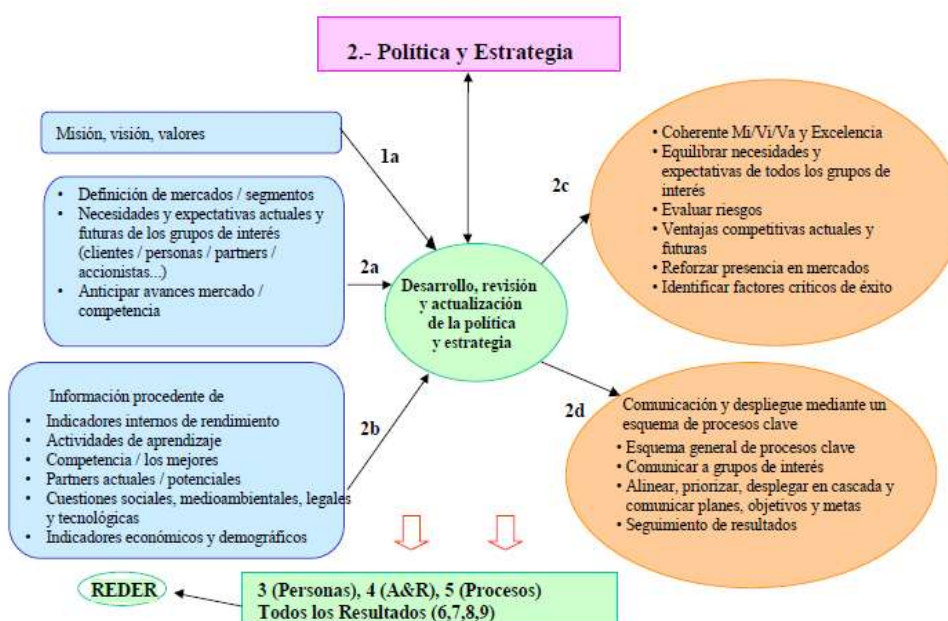 2.- Política y Estrategia
Misión, visión, valores
1a
• Definición de mercados / segmentos
• Necesidades y expectativas actuales y
futuras de los grupos de interés
(clientes / personas / partners /
accionistas...)
• Anticipar avances mercado /
competencia
2a
Información procedente de
• Indicadores internos de rendimiento
• Actividades de aprendizaje
• Competencia / los mejores
• Partners actuales / potenciales
• Cuestiones sociales, medioambientales, legales
y tecnológicas
• Indicadores económicos y demográficos
2b
Desarrollo, revisión
y actualización
de la política
y estrategia
2c
• Coherente Mi/Vi/Va y Excelencia
• Equilibrar necesidades y
expectativas de todos los grupos de
interés
• Evaluar riesgos
• Ventajas competitivas actuales y
futuras
• Reforzar presencia en mercados
• Identificar factores críticos de éxito
2d
Comunicación y despliegue mediante un
esquema de procesos clave
• Esquema general de procesos clave
• Comunicar a grupos de interés
• Alinear, priorizar, desplegar en cascada y
comunicar planes, objetivos y metas
• Seguimiento de resultados
REDER
3 (Personas), 4 (A&R), 5 (Procesos)
Todos los Resultados (6,7,8,9)